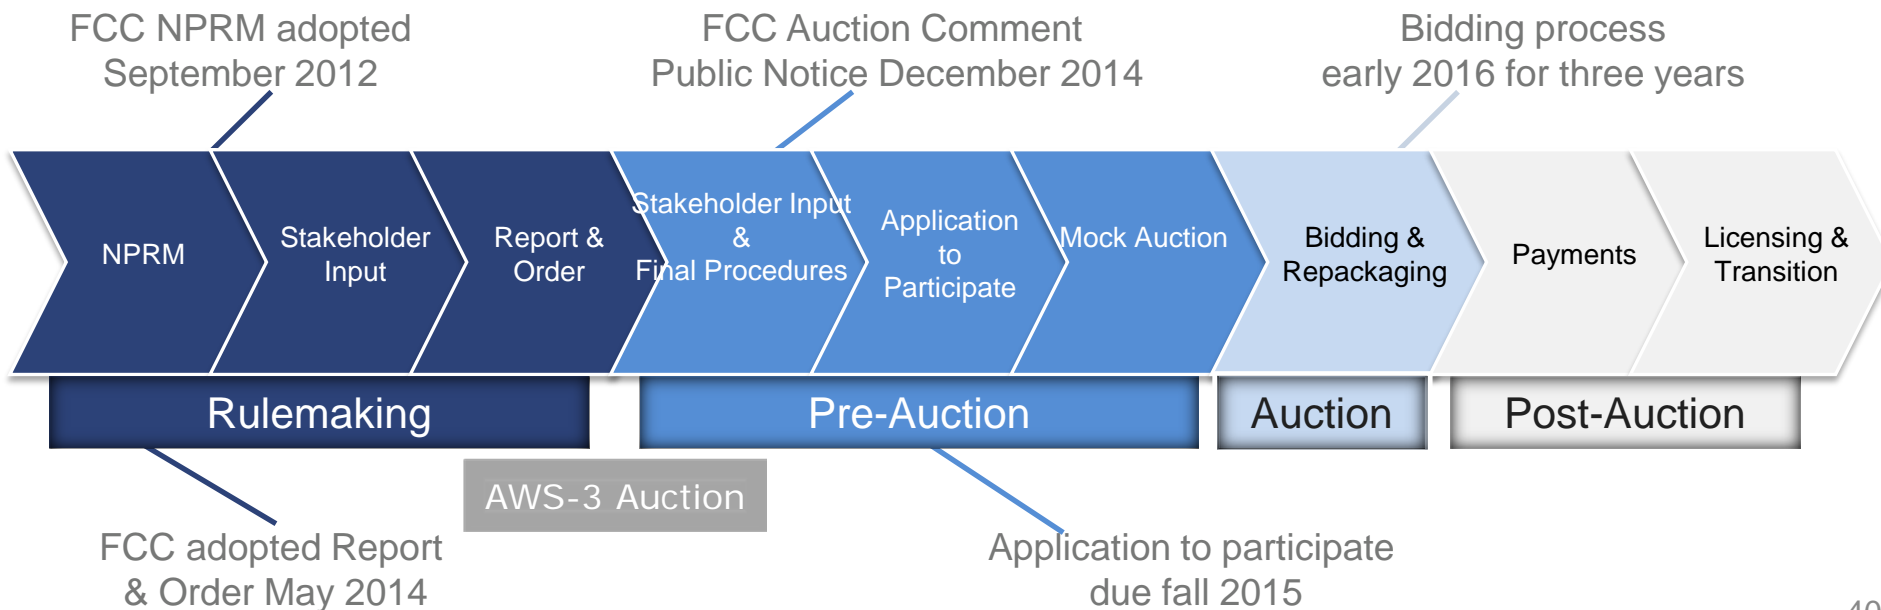 FCC NPRM adopted
September 2012
FCC Auction Comment
Public Notice December 2014
Bidding process
early 2016 for three years
NPRM
Stakeholder
Input
Report &
Order
Stakeholder Input
&
Final Procedures
Application
to
Participate
Mock Auction
Bidding &
Repackaging
Payments
Licensing &
Transition
Rulemaking
Pre-Auction
Auction
Post-Auction
AWS-3 Auction
FCC adopted Report
& Order May 2014
Application to participate
due fall 2015